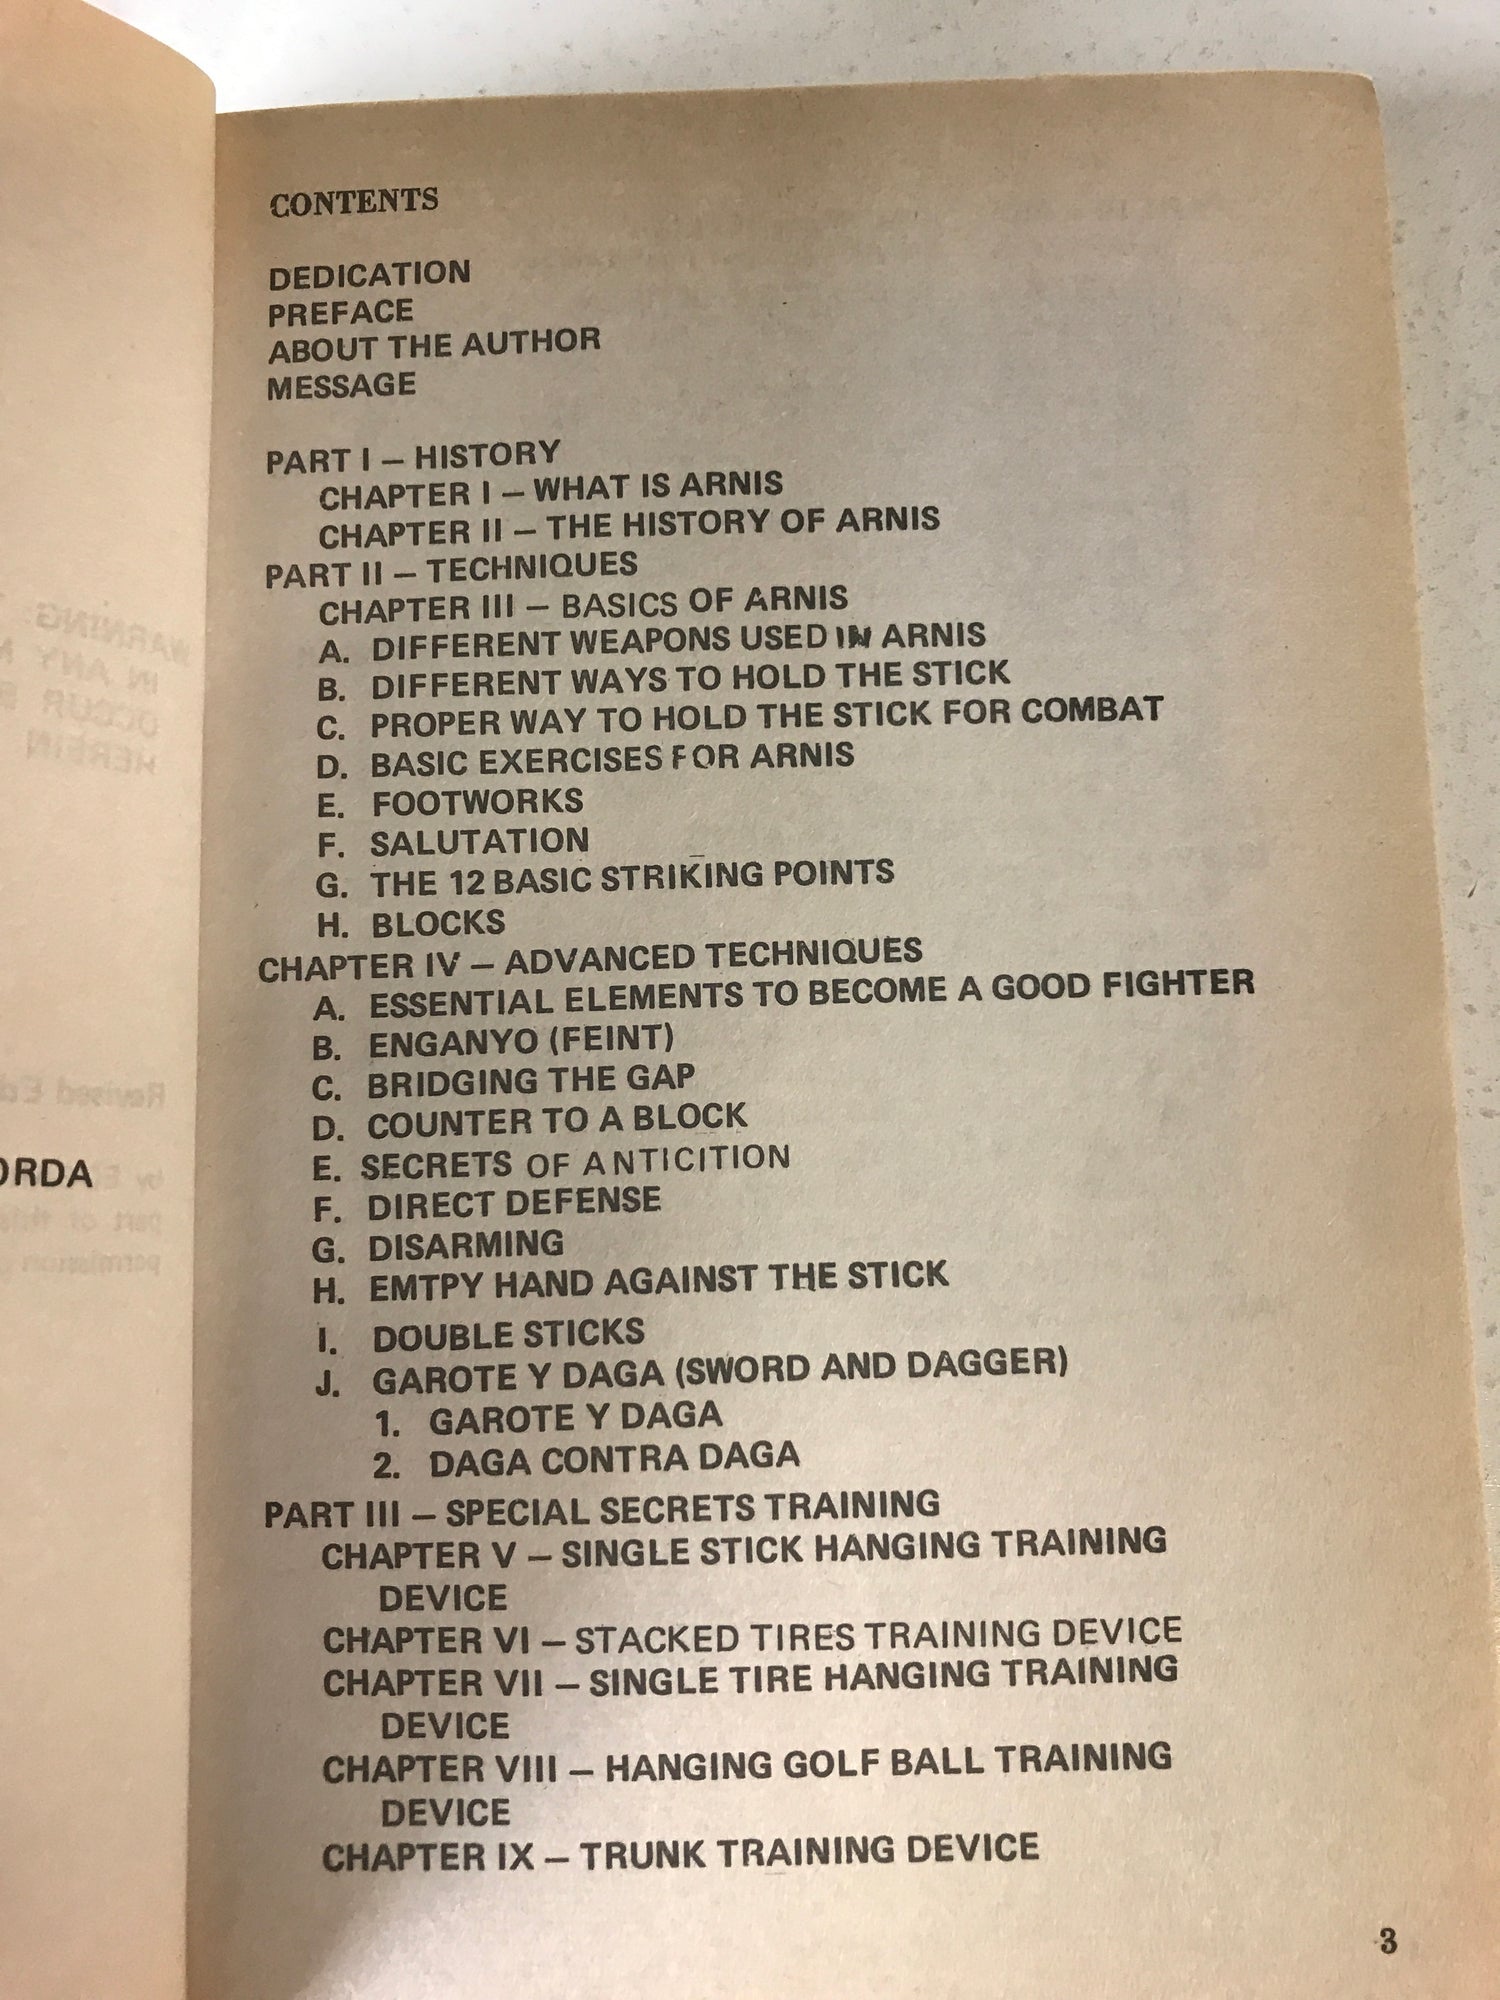 CONTENTS
DEDICATION
PREFACE
ABOUT THE AUTHOR
MESSAGE
PART I – HISTORY
CHAPTER I – WHAT IS ARNIS
CHAPTER II – THE HISTORY OF ARNIS
PART II – TECHNIQUES
CHAPTER III – BASICS OF ARNIS
A. DIFFERENT WEAPONS USED IN ARNIS
B. DIFFERENT WAYS TO HOLD THE STICK
C. PROPER WAY TO HOLD THE STICK FOR COMBAT
D. BASIC EXERCISES FOR ARNIS
E. FOOTWORKS
F. SALUTATION
G. THE 12 BASIC STRIKING POINTS
H. BLOCKS
CHAPTER IV – ADVANCED TECHNIQUES
A. ESSENTIAL ELEMENTS TO BECOME A GOOD FIGHTER
B. ENGANYO (FEINT)
C. BRIDGING THE GAP
D. COUNTER TO A BLOCK
E. SECRETS OF ANTICITION
F. DIRECT DEFENSE
G. DISARMING
H. EMTPY HAND AGAINST THE STICK
I. DOUBLE STICKS
J. GAROTE Y DAGA (SWORD AND DAGGER)
1. GAROTE Y DAGA
2. DAGA CONTRA DAGA
PART III – SPECIAL SECRETS TRAINING
CHAPTER V – SINGLE STICK HANGING TRAINING
DEVICE
CHAPTER VI – STACKED TIRES TRAINING DEVICE
CHAPTER VII – SINGLE TIRE HANGING TRAINING
DEVICE
CHAPTER VIII – HANGING GOLF BALL TRAINING
DEVICE
CHAPTER IX – TRUNK TRAINING DEVICE
3